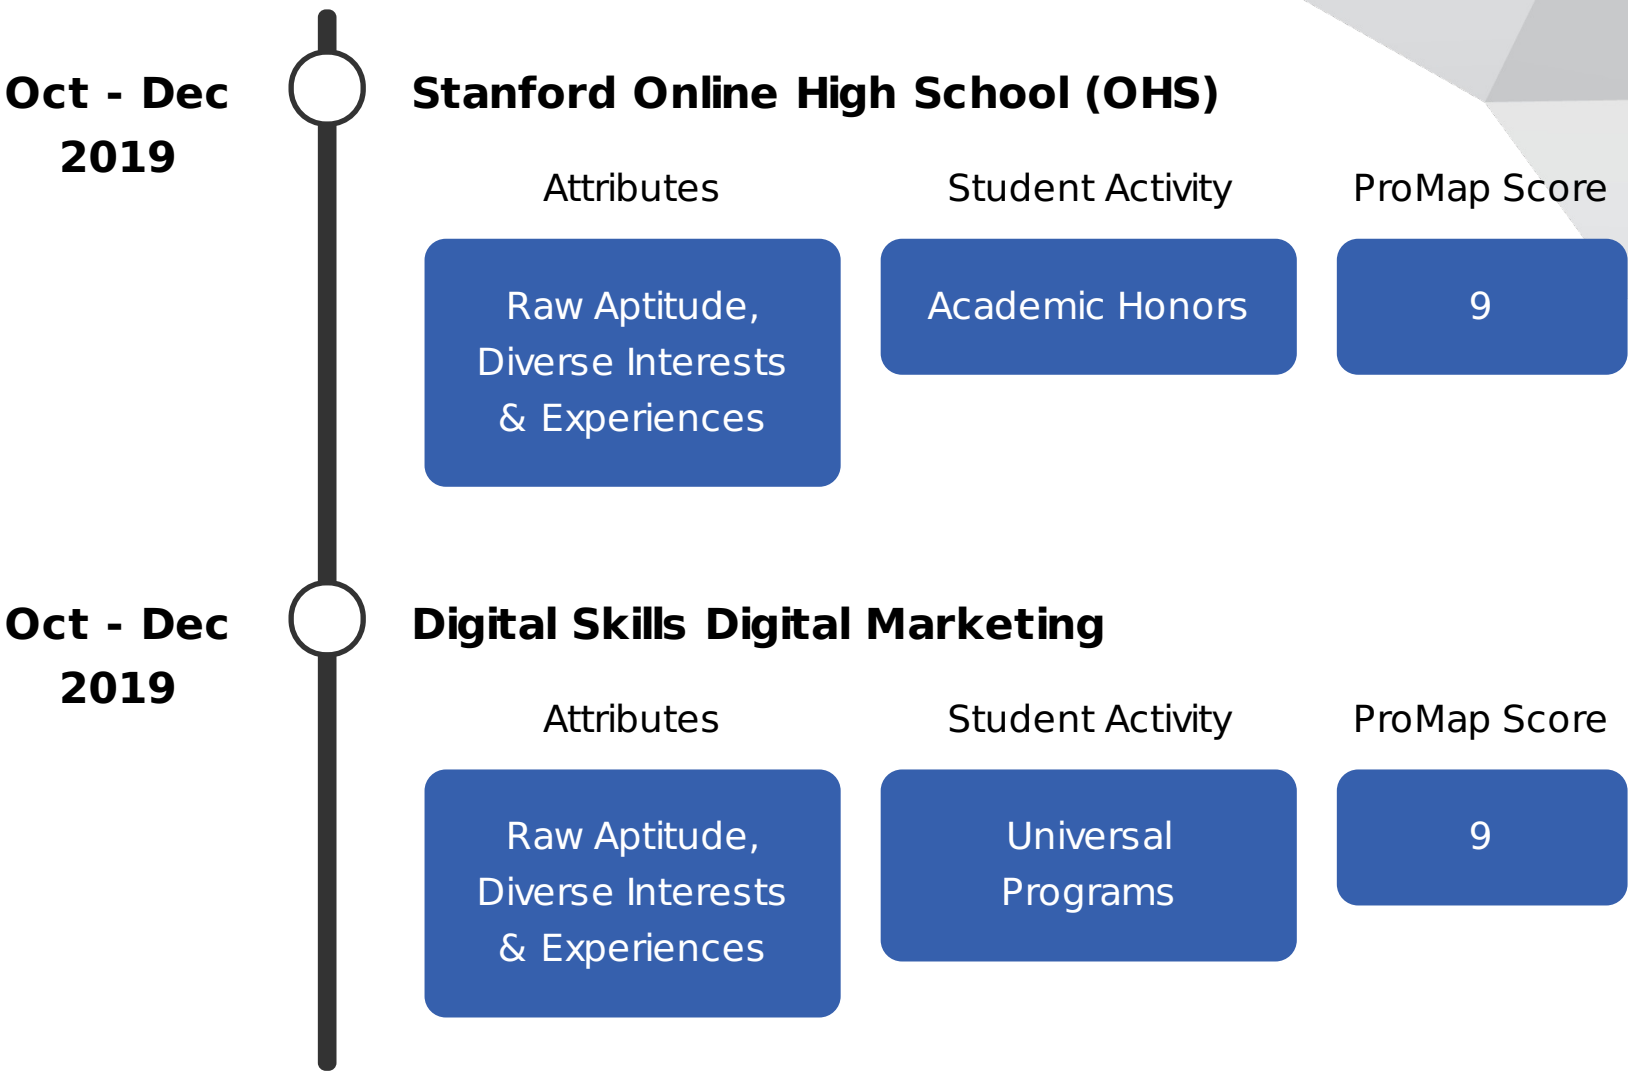 Oct - Dec
2019
Stanford Online High School (OHS)
Attributes
Student Activity
ProMap Score
Raw Aptitude,
Diverse Interests
& Experiences
Academic Honors
9
Oct - Dec
2019
Digital Skills Digital Marketing
Attributes
Student Activity
ProMap Score
Raw Aptitude,
Diverse Interests
& Experiences
Universal
Programs
9